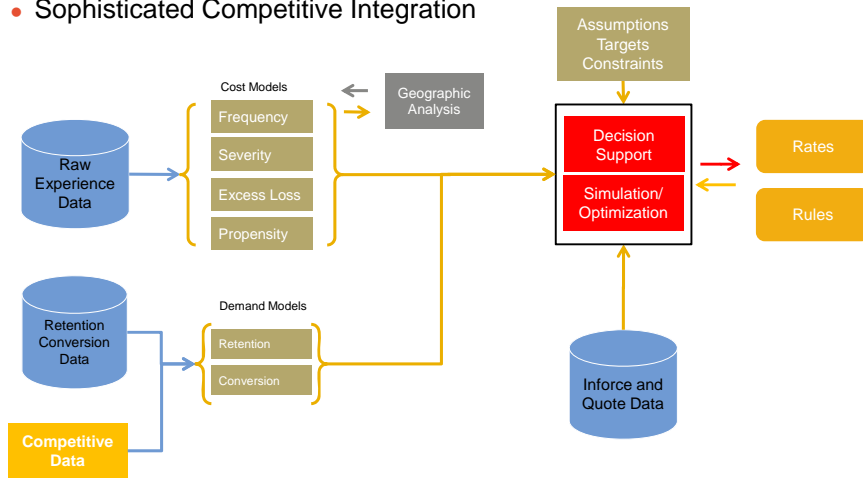 • Sophisticated Competitive Integration
Assumptions
Targets
Constraints
Cost Models
Geographic
Analysis
Frequency
Severity
Excess Loss
Propensity
Raw
Experience
Data
Decision
Support
Simulation/
Optimization
Rates
Rules
Demand Models
Retention
Conversion
Retention
Conversion
Data
Inforce and
Quote Data
Competitive
Data